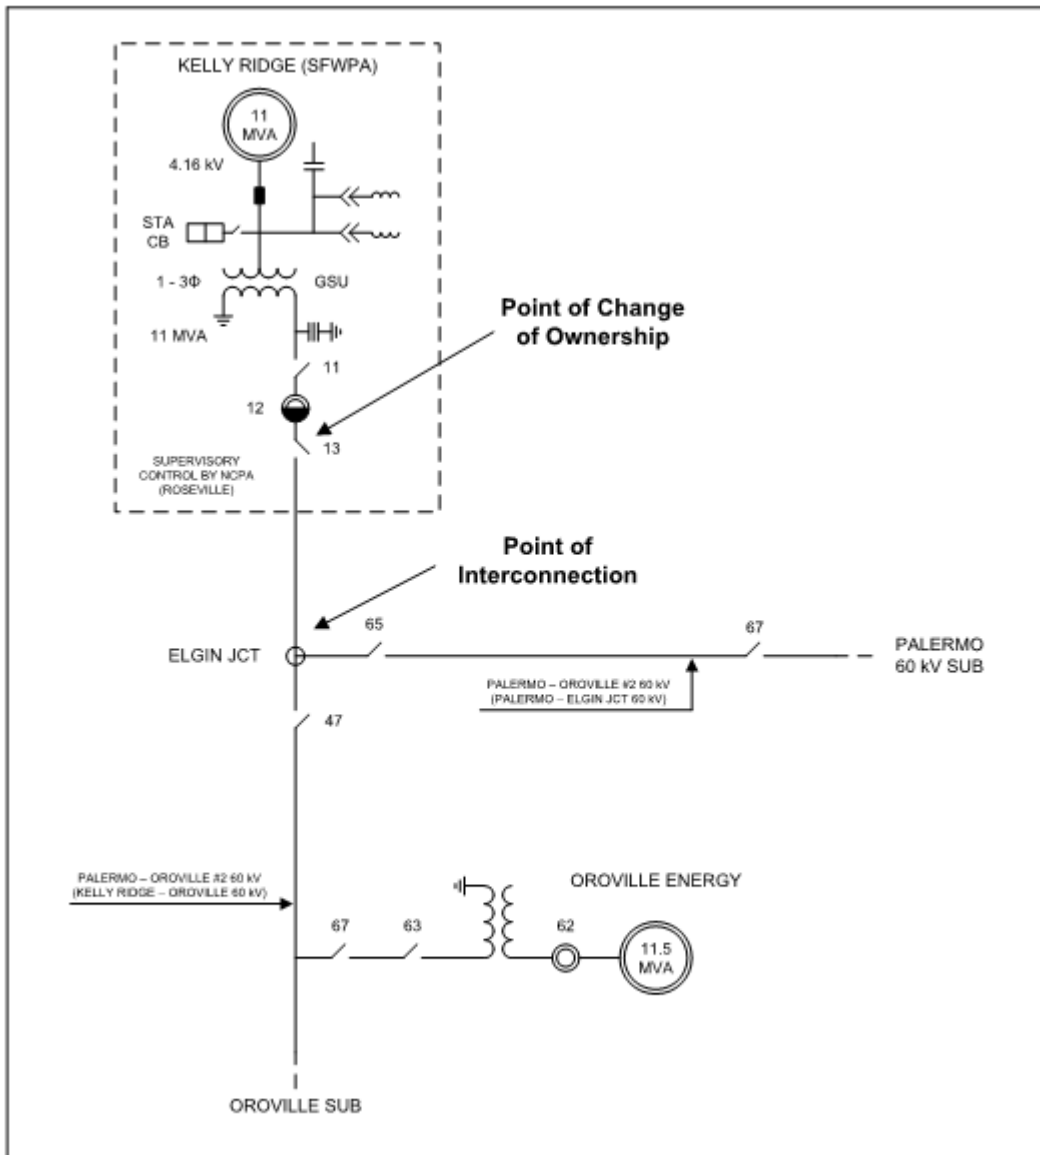 KELLY RIDGE (SFWPA)
11
MVA
4.16 kV
STA
CB
1 - 3Φ
GSU
11 MVA
Point of Change
of Ownership
11
12
13
SUPERVISORY
CONTROL BY NCPA
(ROSEVILLE)
Point of
Interconnection
65
67
ELGIN JCT
PALERMO
60 kV SUB
PALERMO – OROVILLE #2 60 kV
(PALERMO – ELGIN JCT 60 kV)
47
PALERMO – OROVILLE #2 60 kV
(KELLY RIDGE – OROVILLE 60 kV)
OROVILLE ENERGY
67
63
62
11.5
MVA
OROVILLE SUB